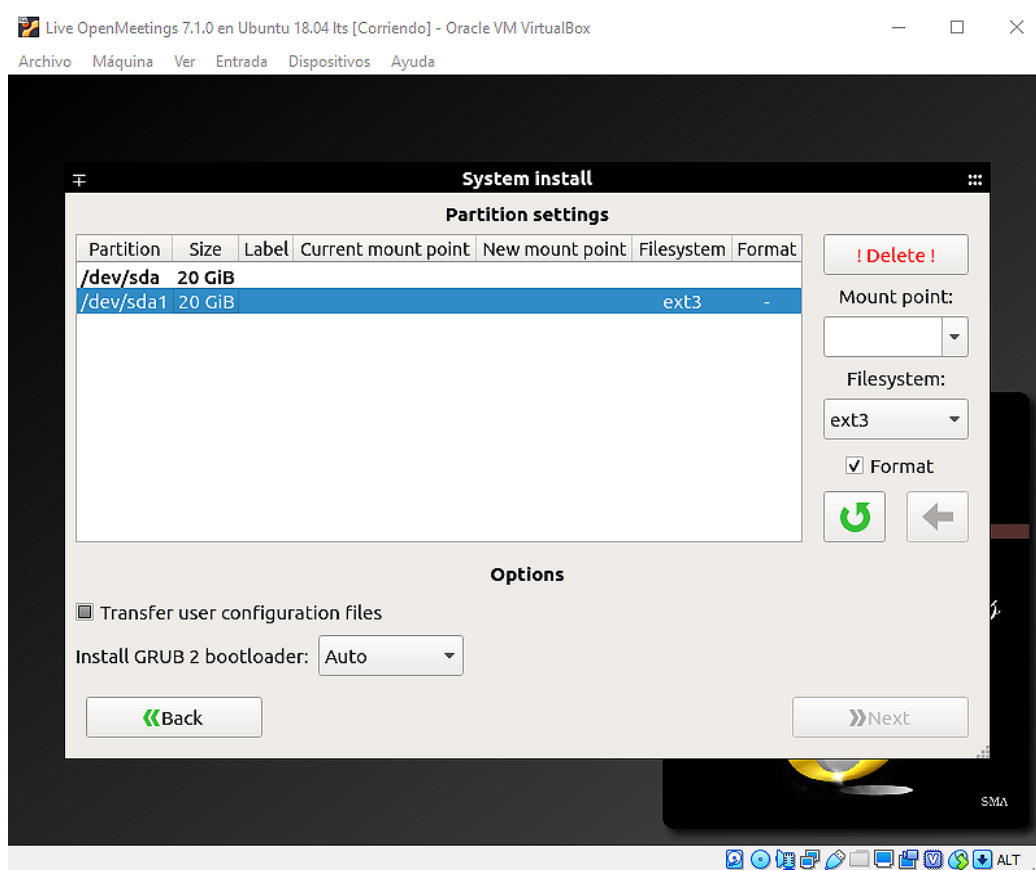 Live OpenMeetings 7.1.0 en Ubuntu 18.04 lts [Corriendo] - Oracle VM VirtualBox
Archivo Máquina Ver Entrada Dispositivos Ayuda
System install
Partition settings
Partition Size Label Current mount point New mount point Filesystem Format
/dev/sda 20 GiB
/dev/sda1 20 GiB ext3 -
! Delete !
Mount point:
Filesystem:
ext3
Format
Options
Transfer user configuration files
Install GRUB 2 bootloader: Auto
Back
Next
SMA
ALT